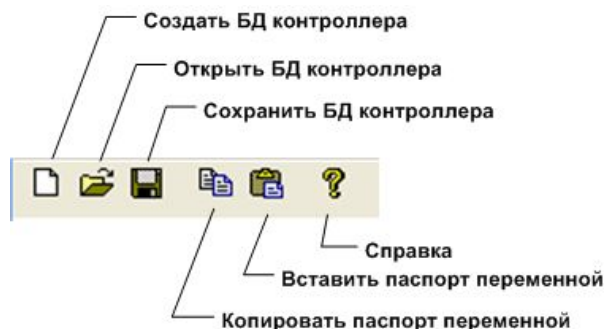 Создать БД контроллера
Открыть БД контроллера
Сохранить БД контроллера
Справка
Вставить паспорт переменной
Копировать паспорт переменной